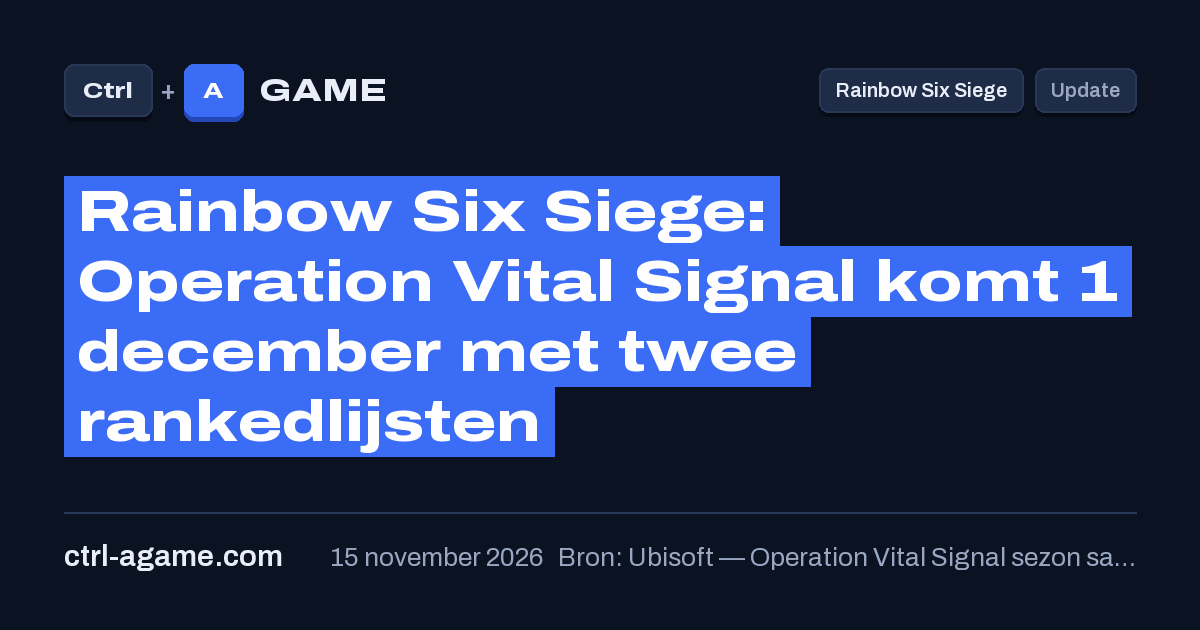 Ctrl + A GAME
Rainbow Six Siege
Update
Rainbow Six Siege:
Operation Vital Signal komt 1
december met twee
rankedlijsten
ctrl-agame.com
15 november 2026
Bron: Ubisoft — Operation Vital Signal sezon sa…